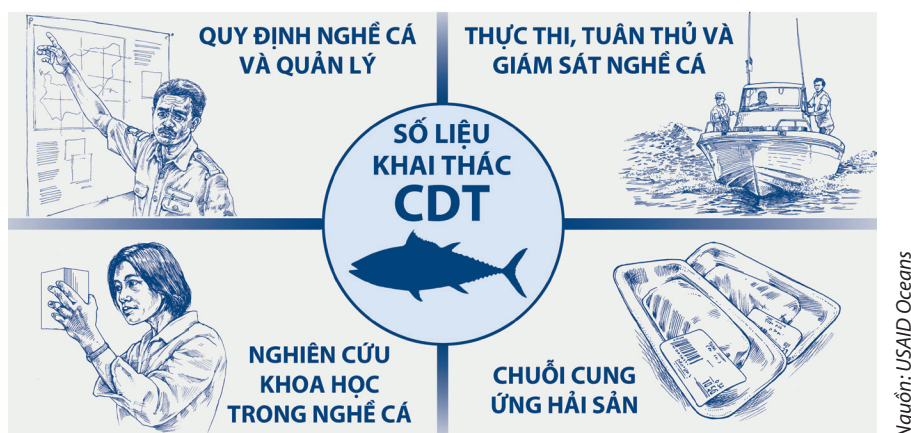 QUY ĐỊNH NGHỀ CÁ
VÀ QUẢN LÝ
THỰC THI, TUÂN THỦ VÀ
GIÁM SÁT NGHỀ CÁ
SỐ LIỆU
KHAI THÁC
CDT
NGHIÊN CỨU
KHOA HỌC
TRONG NGHỀ CÁ
CHUỖI CUNG
ỨNG HẢI SẢN
Nguồn: USAID Oceans